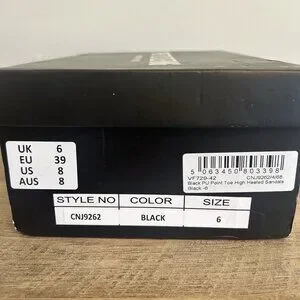 UK 6
EU 39
US 8
AUS 8
5 063450 803398
VF729-42 CNJ9262/4/66
Black PU Point Toe High Heeled Sandals
Black -6
STYLE NO COLOR SIZE
CNJ9262 BLACK 6